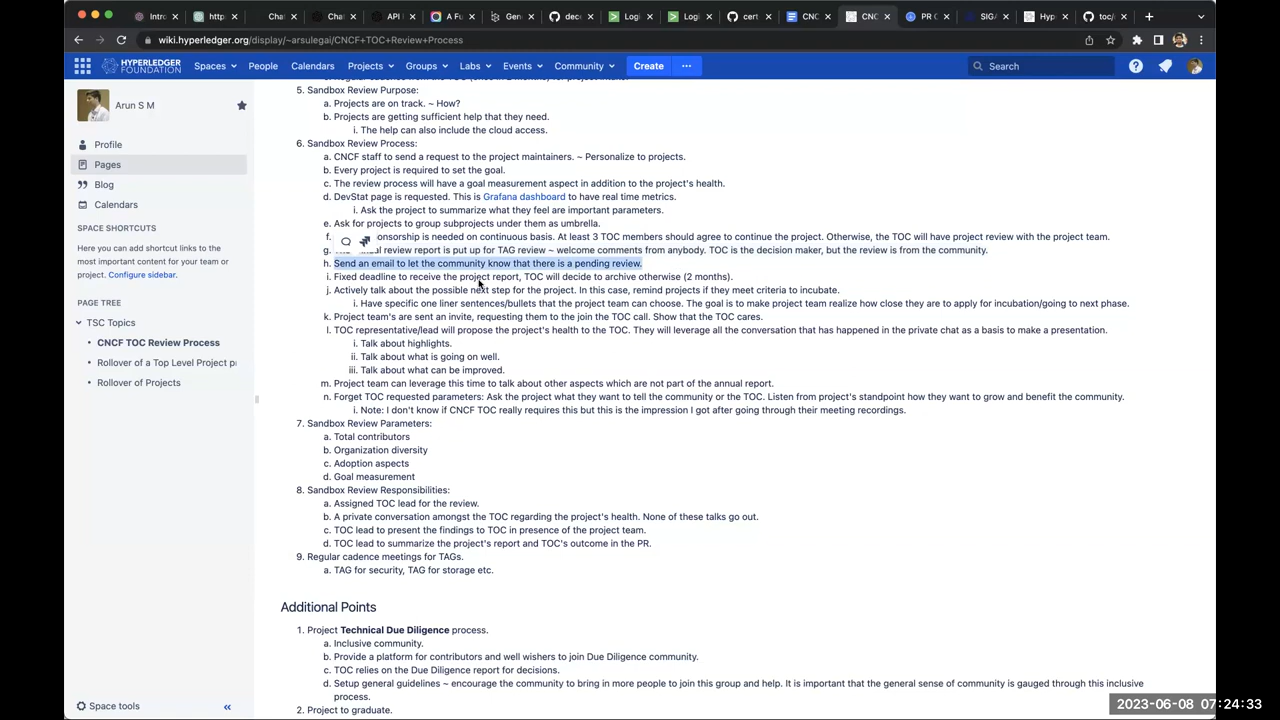 Intro
http
Chat
Cha
API I
A Fu
Gene
deco
Logi
Logi
cert
CNC
CNC
PR C
SIGA
Hype
toc/
wiki.hyperledger.org/display/~arsulegai/CNCF+TOC+Review+Process
HYPERLEDGER FOUNDATION
Spaces
People
Calendars
Projects
Groups
Labs
Events
Community
Create
Search
Arun S M
Profile
Pages
Blog
Calendars
SPACE SHORTCUTS
Here you can add shortcut links to the
most important content for your team or
project. Configure sidebar.
PAGE TREE
TSC Topics
CNCF TOC Review Process
Rollover of a Top Level Project p
Rollover of Projects
Space tools
5. Sandbox Review Purpose:
a. Projects are on track. ~ How?
b. Projects are getting sufficient help that they need.
i. The help can also include the cloud access.
6. Sandbox Review Process:
a. CNCF staff to send a request to the project maintainers. ~ Personalize to projects.
b. Every project is required to set the goal.
c. The review process will have a goal measurement aspect in addition to the project's health.
d. DevStat page is requested. This is Grafana dashboard to have real time metrics.
i. Ask the project to summarize what they feel are important parameters.
e. Ask for projects to group subprojects under them as umbrella.
f. onsorship is needed on continuous basis. At least 3 TOC members should agree to continue the project. Otherwise, the TOC will have project review with the project team.
g. review report is put up for TAG review ~ welcome comments from anybody. TOC is the decision maker, but the review is from the community.
h. Send an email to let the community know that there is a pending review.
i. Fixed deadline to receive the project report, TOC will decide to archive otherwise (2 months).
j. Actively talk about the possible next step for the project. In this case, remind projects if they meet criteria to incubate.
i. Have specific one liner sentences/bullets that the project team can choose. The goal is to make project team realize how close they are to apply for incubation/going to next phase.
k. Project team's are sent an invite, requesting them to the join the TOC call. Show that the TOC cares.
l. TOC representative/lead will propose the project's health to the TOC. They will leverage all the conversation that has happened in the private chat as a basis to make a presentation.
i. Talk about highlights.
ii. Talk about what is going on well.
iii. Talk about what can be improved.
m. Project team can leverage this time to talk about other aspects which are not part of the annual report.
n. Forget TOC requested parameters: Ask the project what they want to tell the community or the TOC. Listen from project's standpoint how they want to grow and benefit the community.
i. Note: I don't know if CNCF TOC really requires this but this is the impression I got after going through their meeting recordings.
7. Sandbox Review Parameters:
a. Total contributors
b. Organization diversity
c. Adoption aspects
d. Goal measurement
8. Sandbox Review Responsibilities:
a. Assigned TOC lead for the review.
b. A private conversation amongst the TOC regarding the project's health. None of these talks go out.
c. TOC lead to present the findings to TOC in presence of the project team.
d. TOC lead to summarize the project's report and TOC's outcome in the PR.
9. Regular cadence meetings for TAGs.
a. TAG for security, TAG for storage etc.
Additional Points
1. Project Technical Due Diligence process.
a. Inclusive community.
b. Provide a platform for contributors and well wishers to join Due Diligence community.
c. TOC relies on the Due Diligence report for decisions.
d. Setup general guidelines ~ encourage the community to bring in more people to join this group and help. It is important that the general sense of community is gauged through this inclusive
process.
2. Project to graduate.
2023-06-08 07:24:33